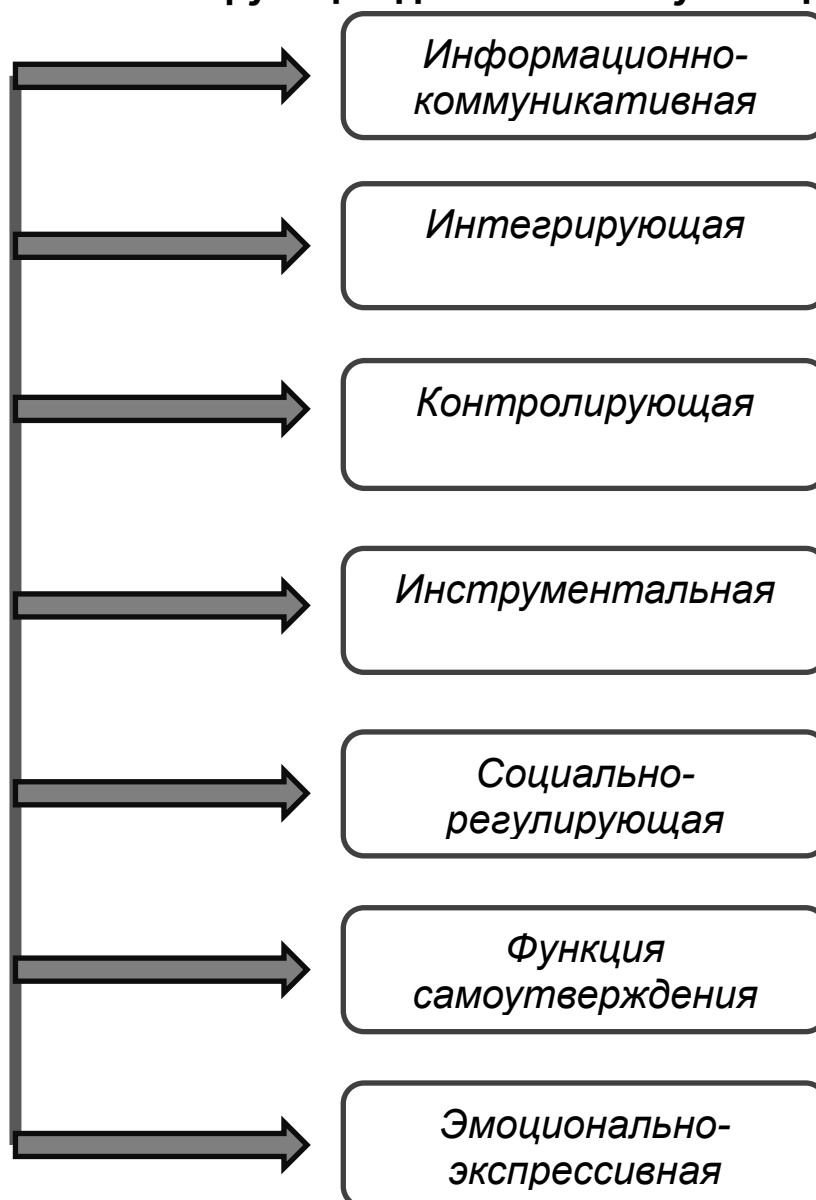 Информационно-
коммуникативная
Интегрирующая
Контролирующая
Инструментальная
Социально-
регулирующая
Функция
самоутверждения
Эмоционально-
экспрессивная